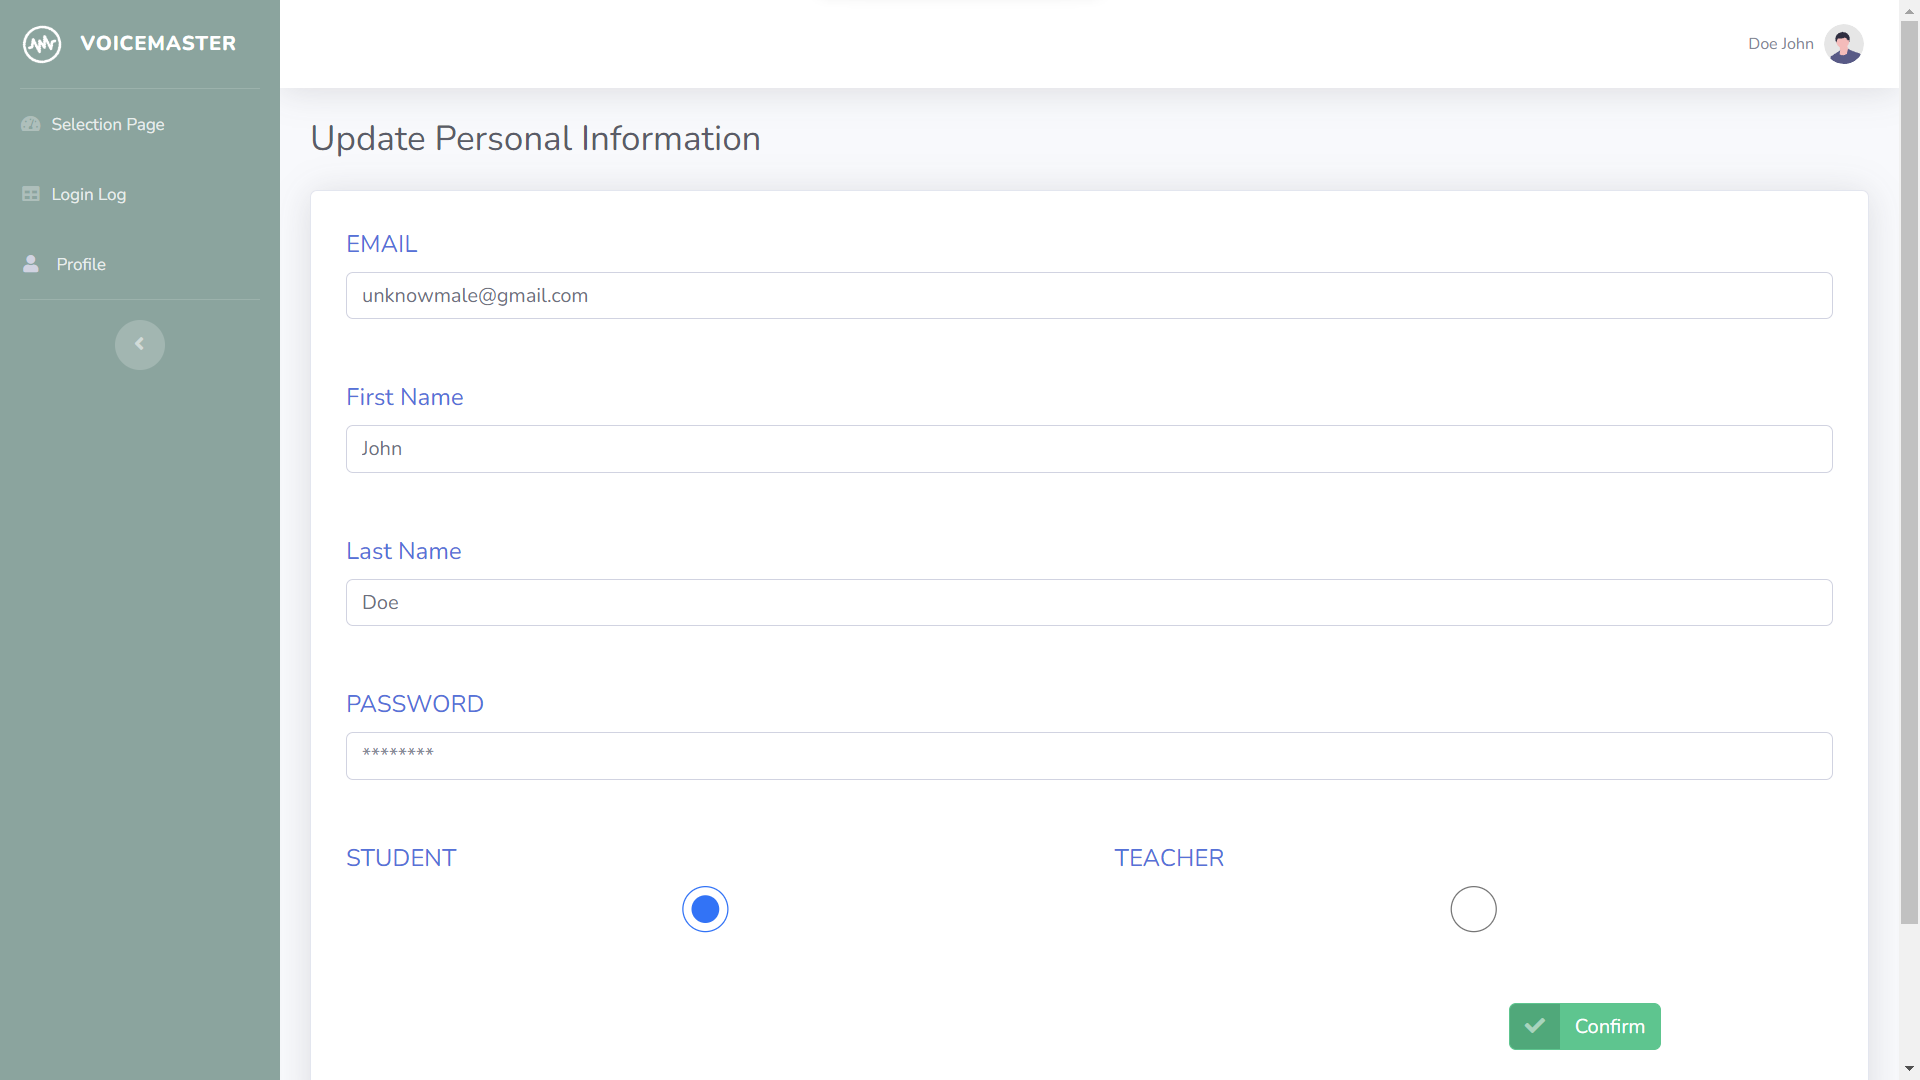 VOICEMASTER
Doe John
Selection Page
Login Log
Profile
Update Personal Information
EMAIL
unknowmale@gmail.com
First Name
John
Last Name
Doe
PASSWORD
********
STUDENT
TEACHER
Confirm